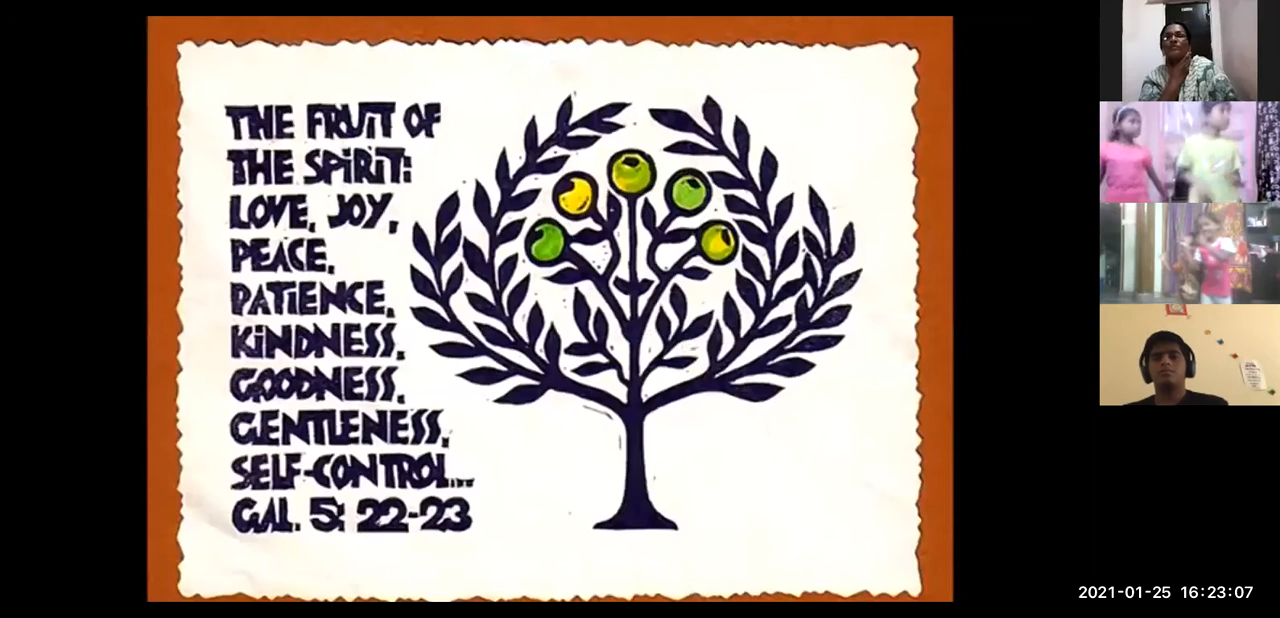 THE FRUIT OF
THE SPIRIT:
LOVE, JOY,
PEACE,
PATIENCE,
KINDNESS,
GOODNESS,
GENTLENESS,
SELF-CONTROL...
GAL. 5: 22-23
2021-01-25 16:23:07